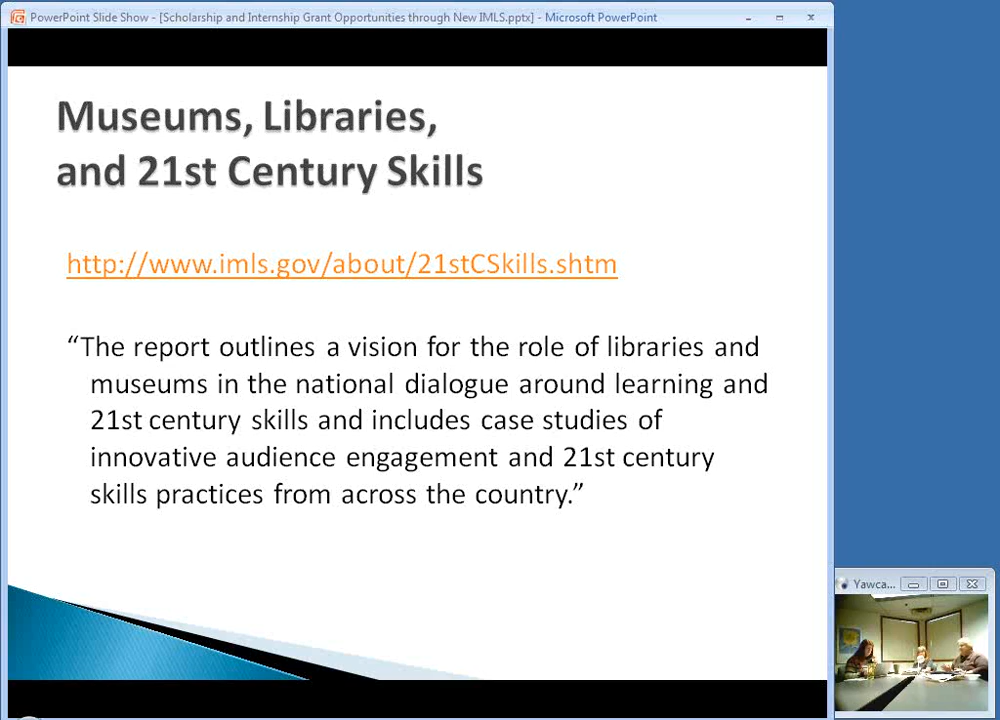 PowerPoint Slide Show - [Scholarship and Internship Grant Opportunities through New IMLS.pptx] - Microsoft PowerPoint
Museums, Libraries,
and 21st Century Skills
http://www.imls.gov/about/21stCSkills.shtm
“The report outlines a vision for the role of libraries and
museums in the national dialogue around learning and
21st century skills and includes case studies of
innovative audience engagement and 21st century
skills practices from across the country.”
Yawca...